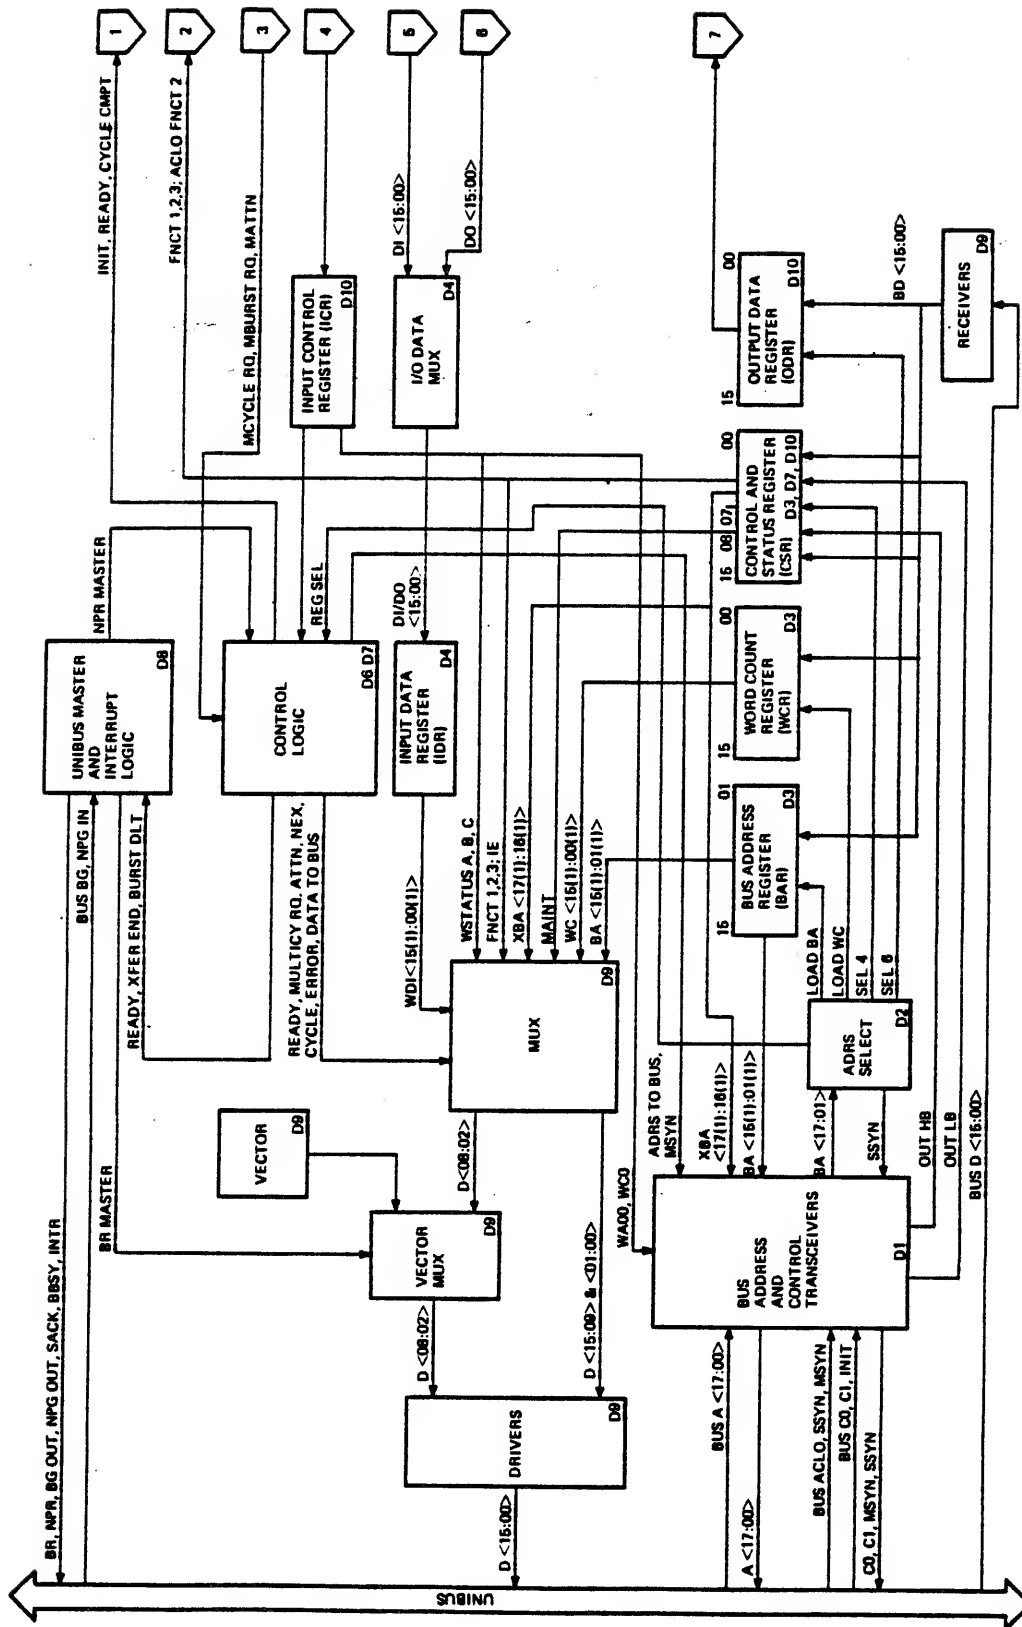 UNIBUS
BR, NPR, BG OUT, NPG OUT, SACK, BBSY, INTR
BUS BG, NPG IN
BR MASTER
READY, XFER END, BURST DLT
UNIBUS MASTER
AND
INTERRUPT
LOGIC
D8
NPR MASTER
INIT, READY, CYCLE CMPT
1
FNCT 1,2,3; ACLO FNCT 2
2
MCYCLE RQ, MBURST RQ, MATTN
3
4
5
6
CONTROL
LOGIC
D6 D7
REG SEL
READY, MULTICY RQ, ATTN, NEX,
CYCLE, ERROR, DATA TO BUS
INPUT CONTROL
REGISTER (ICR)
D10
VECTOR
D9
VECTOR
MUX
D9
D<08:02>
D <08:02>
INPUT DATA
REGISTER
(IDR)
D4
WDI<15(1):00(1)>
DI/DO
<15:00>
I/O DATA
MUX
D4
DI <15:00>
DO <15:00>
DRIVERS
D9
D <15:00>
D <15:09> & <01:00>
MUX
D9
WSTATUS A, B, C
FNCT 1,2,3; IE
XBA <17(1):16(1)>
MAINT
WC <15(1):00(1)>
BA <15(1):01(1)>
WA00, WC0
ADRS TO BUS,
MSYN
XBA
<17(1):16(1)>
BA <15(1):01(1)>
BA <17:01>
SSYN
BUS
ADDRESS
AND
CONTROL
TRANSCEIVERS
D1
BUS A <17:00>
A <17:00>
BUS ACLO, SSYN, MSYN
BUS C0, C1, INIT
C0, C1, MSYN, SSYN
ADRS
SELECT
D2
LOAD BA
LOAD WC
SEL 4
SEL 6
OUT HB
OUT LB
BUS D <15:00>
15
01
BUS ADDRESS
REGISTER
(BAR)
D3
15
00
WORD COUNT
REGISTER
(WCR)
D3
15
08
07
00
CONTROL AND
STATUS REGISTER
(CSR)
D3, D7, D10
15
00
OUTPUT DATA
REGISTER
(ODR)
D10
7
BD <15:00>
RECEIVERS
D9